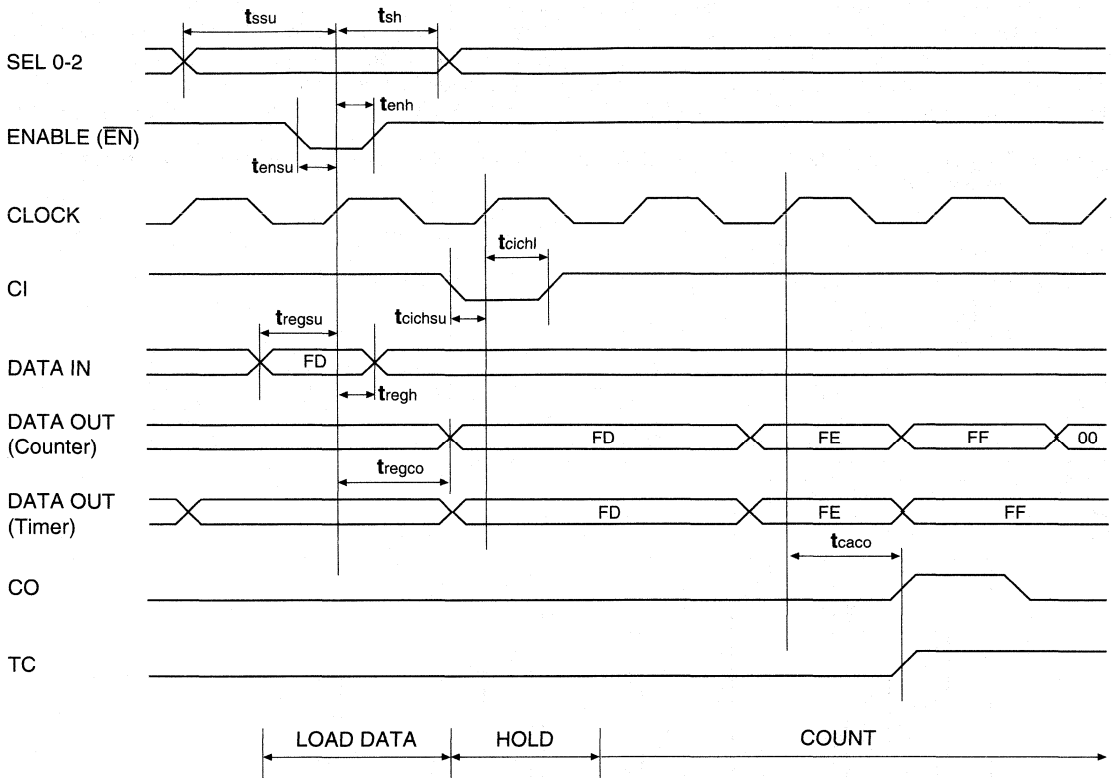 tssu
tsh
SEL 0-2
tenh
ENABLE (E̅N̅)
tensu
CLOCK
tcichl
CI
tregsu
tcichsu
DATA IN
FD
tregh
DATA OUT
(Counter)
FD
FE
FF
00
tregco
DATA OUT
(Timer)
FD
FE
FF
tcaco
CO
TC
LOAD DATA
HOLD
COUNT